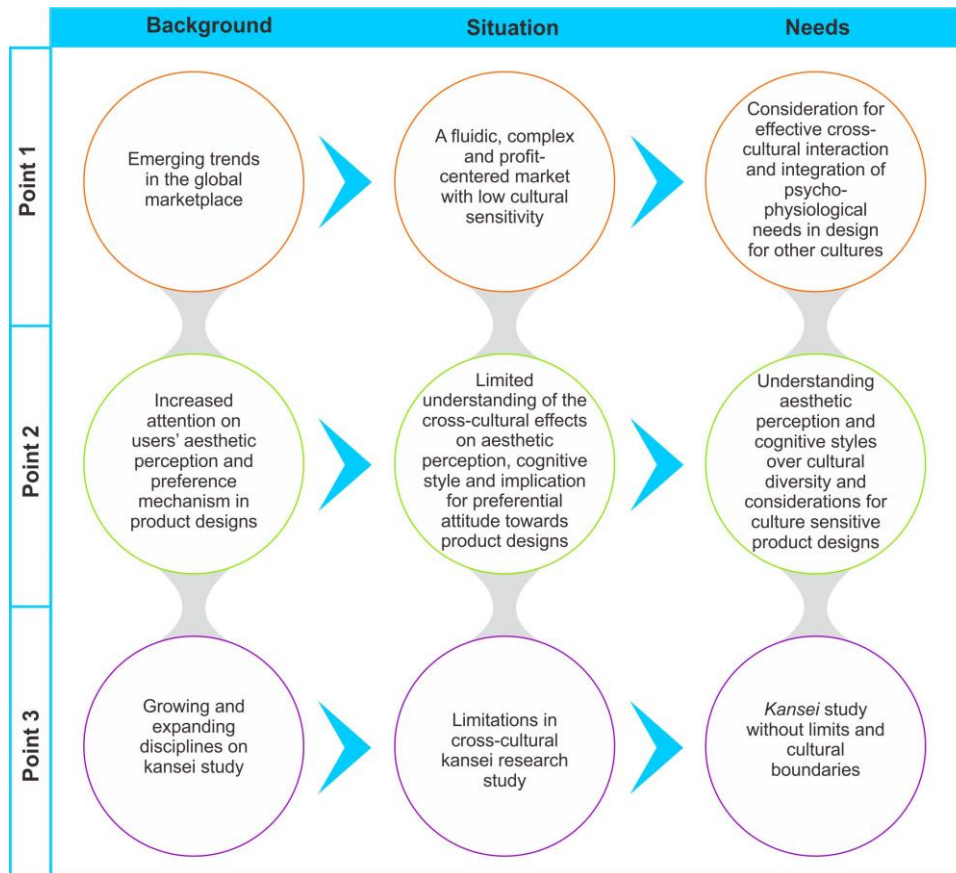 Background
Situation
Needs
Point 1
Emerging trends
in the global
marketplace
A fluidic, complex
and profit-
centered market
with low cultural
sensitivity
Consideration for
effective cross-
cultural interaction
and integration of
psycho-
physiological
needs in design
for other cultures
Point 2
Increased
attention on
users' aesthetic
perception and
preference
mechanism in
product designs
Limited
understanding of the
cross-cultural effects
on aesthetic
perception, cognitive
style and implication
for preferential
attitude towards
product designs
Understanding
aesthetic
perception and
cognitive styles
over cultural
diversity and
considerations for
culture sensitive
product designs
Point 3
Growing and
expanding
disciplines on
kansei study
Limitations in
cross-cultural
kansei research
study
Kansei study
without limits and
cultural
boundaries